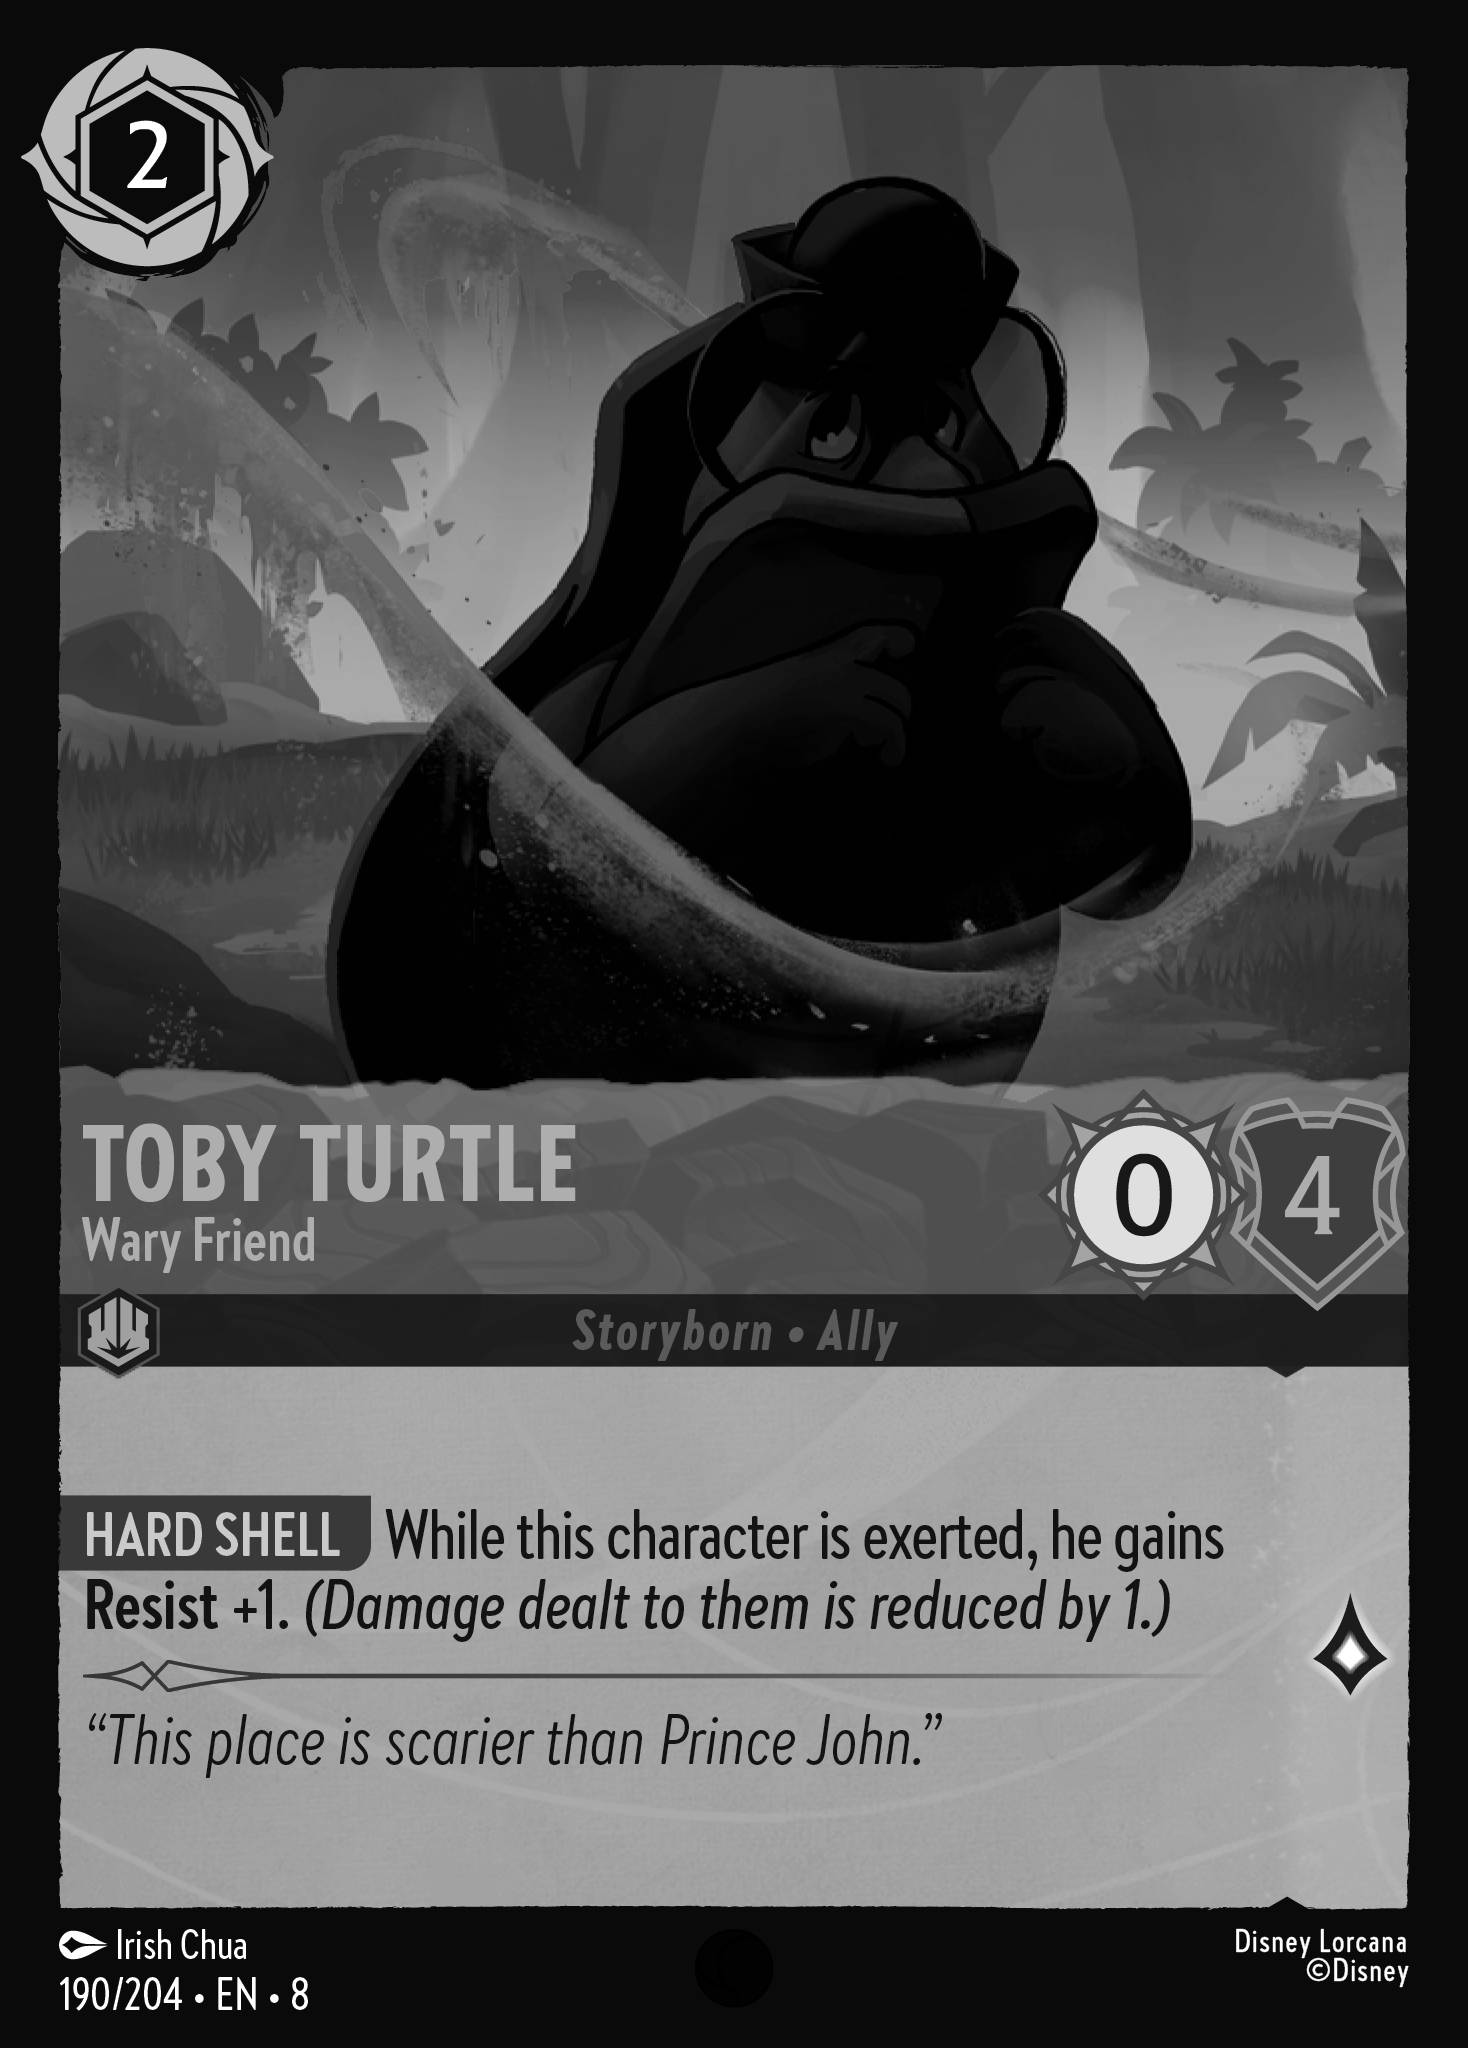 2
TOBY TURTLE
Wary Friend
0
4
Storyborn • Ally
HARD SHELL While this character is exerted, he gains
Resist +1. (Damage dealt to them is reduced by 1.)
“This place is scarier than Prince John.”
Irish Chua
190/204 • EN • 8
Disney Lorcana
©Disney